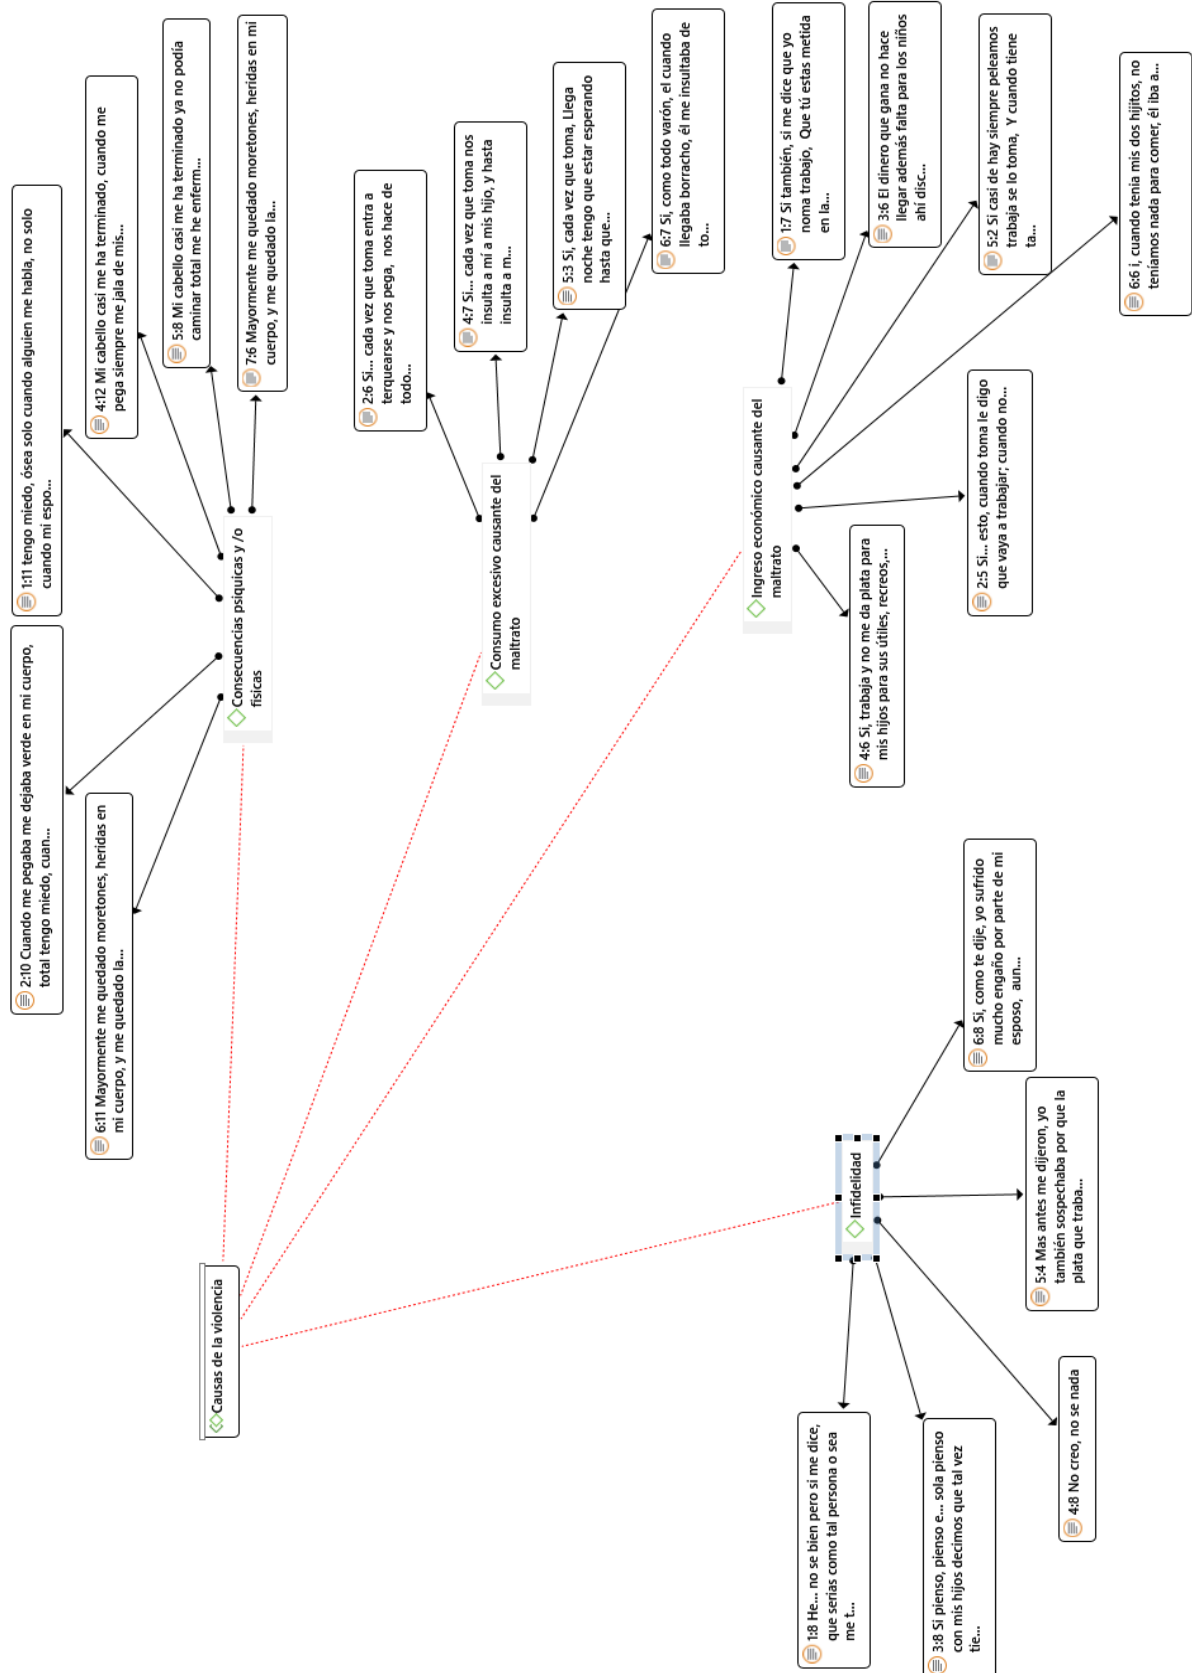 Causas de la violencia
Consecuencias psiquicas y /o
físicas
6:11 Mayormente me quedado moretones, heridas en
mi cuerpo, y me quedado la...
2:10 Cuando me pegaba me dejaba verde en mi cuerpo,
total tengo miedo, cuan...
1:11 tengo miedo, ósea solo cuando alguien me habla, no solo
cuando mi espo...
4:12 Mi cabello casi me ha terminado, cuando me
pega siempre me jala de mis...
5:8 Mi cabello casi me ha terminado ya no podía
caminar total me he enferm...
7:6 Mayormente me quedado moretones, heridas en mi
cuerpo, y me quedado la...
Consumo excesivo causante del
maltrato
2:6 Si... cada vez que toma entra a
terquearse y nos pega, nos hace de
todo...
4:7 Si... cada vez que toma nos
insulta a mí a mis hijo, y hasta
insulta a m...
5:3 Si, cada vez que toma, Llega
noche tengo que estar esperando
hasta que...
6:7 Si, como todo varón, el cuando
llegaba borracho, él me insultaba de
to...
Ingreso económico causante del
maltrato
1:7 Si también, si me dice que yo
noma trabajo, Que tú estas metida
en la...
3:6 El dinero que gana no hace
llegar además falta para los niños
ahí disc...
5:2 Si casi de hay siempre peleamos
trabaja se lo toma, Y cuando tiene
ta...
6:6 i, cuando tenia mis dos hijitos, no
teníamos nada para comer, él iba a...
2:5 Si... esto, cuando toma le digo
que vaya a trabajar; cuando no...
4:6 Si, trabaja y no me da plata para
mis hijos para sus útiles, recreos,...
Infidelidad
6:8 Si, como te dije, yo sufrido
mucho engaño por parte de mi
esposo, aun...
5:4 Mas antes me dijeron, yo
también sospechaba por que la
plata que traba...
4:8 No creo, no se nada
3:8 Si pienso, pienso e... sola pienso
con mis hijos decimos que tal vez
tie...
1:8 He... no se bien pero si me dice,
que serias como tal persona o sea
me t...